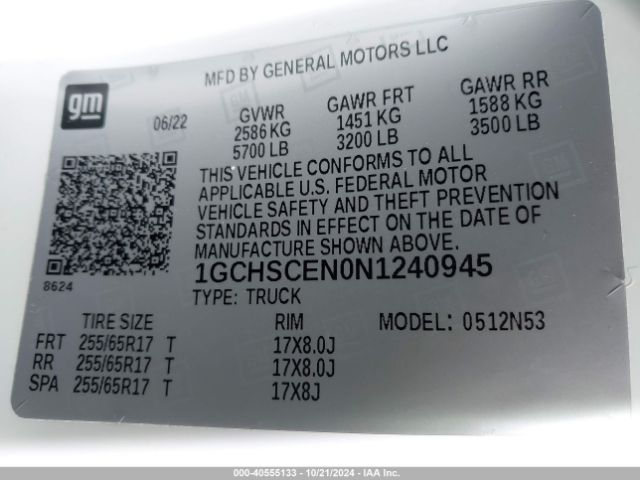 MFD BY GENERAL MOTORS LLC
gm
06/22
GVWR GAWR FRT GAWR RR
2586 KG 1451 KG 1588 KG
5700 LB 3200 LB 3500 LB
THIS VEHICLE CONFORMS TO ALL
APPLICABLE U.S. FEDERAL MOTOR
VEHICLE SAFETY AND THEFT PREVENTION
STANDARDS IN EFFECT ON THE DATE OF
MANUFACTURE SHOWN ABOVE.
8624
1GCHSCEN0N1240945
TYPE: TRUCK
TIRE SIZE RIM MODEL: 0512N53
FRT 255/65R17 T 17X8.0J
RR 255/65R17 T 17X8.0J
SPA 255/65R17 T 17X8J
000 - 40555133 - 10/21/2024 - IAAI.COM